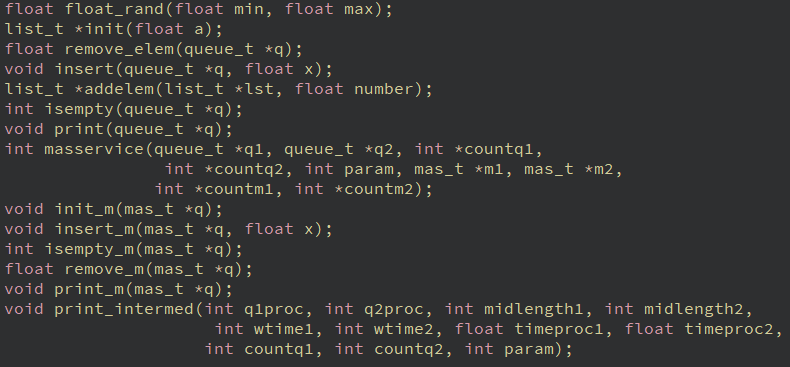 float float_rand(float min, float max);
list_t *init(float a);
float remove_elem(queue_t *q);
void insert(queue_t *q, float x);
list_t *addelem(list_t *lst, float number);
int isempty(queue_t *q);
void print(queue_t *q);
int masservice(queue_t *q1, queue_t *q2, int *countq1,
int *countq2, int param, mas_t *m1, mas_t *m2,
int *countm1, int *countm2);
void init_m(mas_t *q);
void insert_m(mas_t *q, float x);
int isempty_m(mas_t *q);
float remove_m(mas_t *q);
void print_m(mas_t *q);
void print_intermed(int q1proc, int q2proc, int midlength1, int midlength2,
int wtime1, int wtime2, float timeproc1, float timeproc2,
int countq1, int countq2, int param);